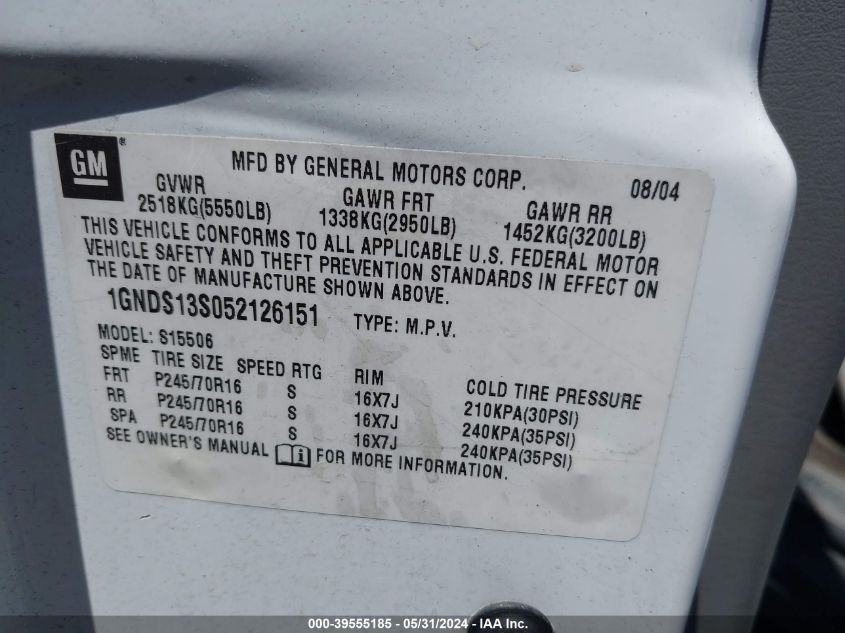 GM
MFD BY GENERAL MOTORS CORP. 08/04
GVWR GAWR FRT GAWR RR
2518KG(5550LB) 1338KG(2950LB) 1452KG(3200LB)
THIS VEHICLE CONFORMS TO ALL APPLICABLE U.S. FEDERAL MOTOR
VEHICLE SAFETY AND THEFT PREVENTION STANDARDS IN EFFECT ON
THE DATE OF MANUFACTURE SHOWN ABOVE.
1GNDS13S052126151 TYPE: M.P.V.
MODEL: S15506
SPME TIRE SIZE SPEED RTG RIM COLD TIRE PRESSURE
FRT P245/70R16 S 16X7J 210KPA(30PSI)
RR P245/70R16 S 16X7J 240KPA(35PSI)
SPA P245/70R16 S 16X7J 240KPA(35PSI)
SEE OWNER'S MANUAL FOR MORE INFORMATION.
000-39555185 - 05/31/2024 - IAA Inc.